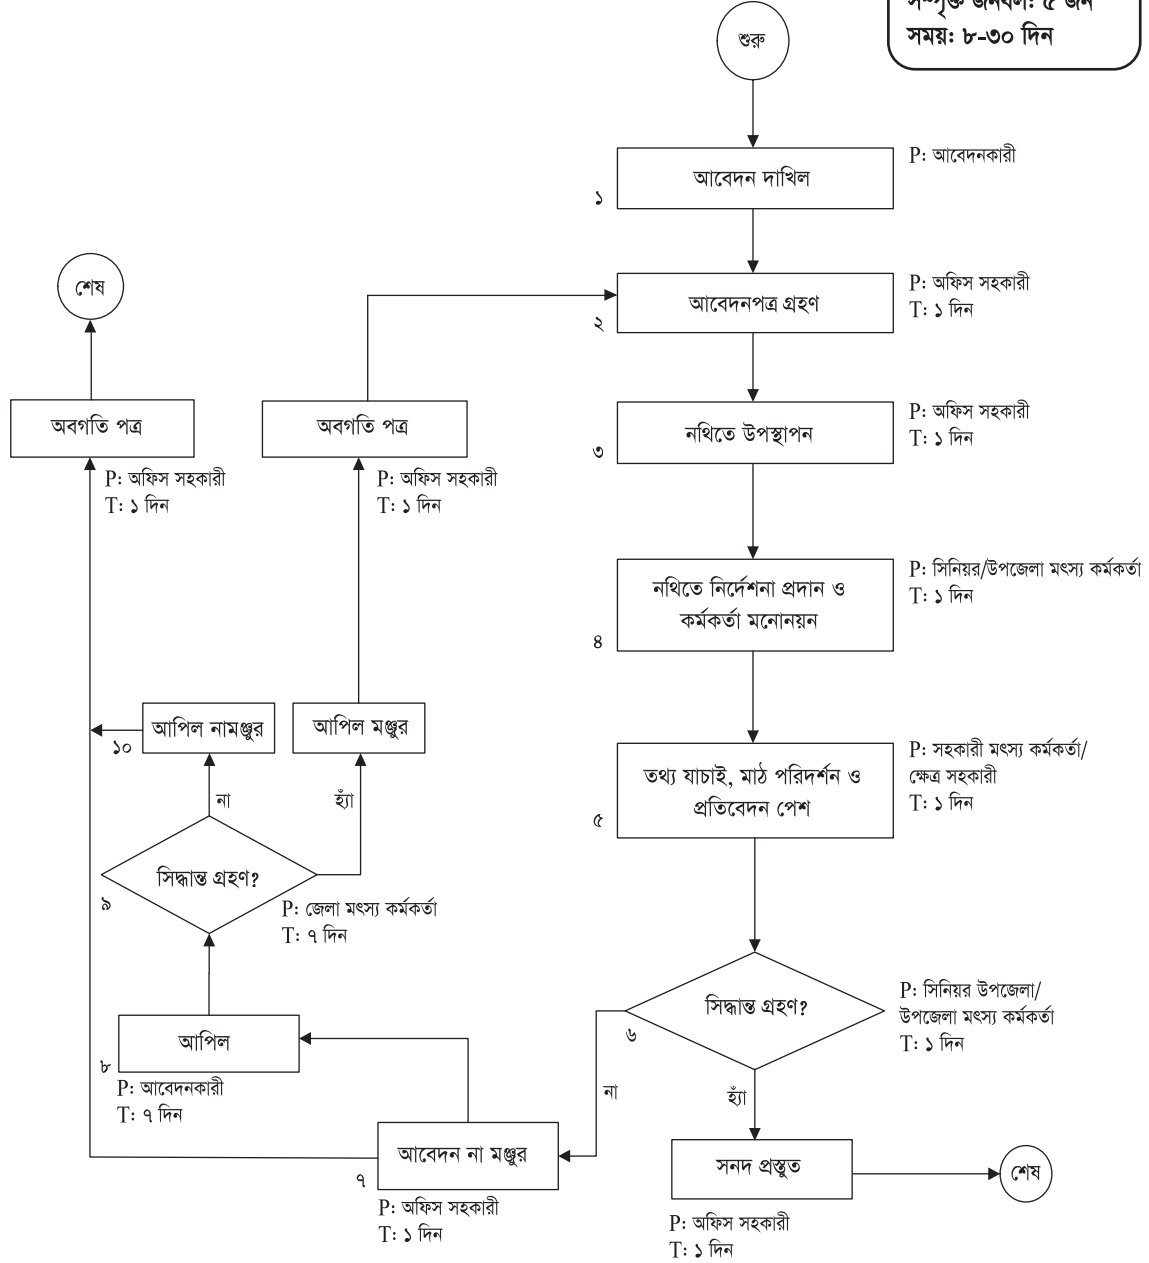 সম্পৃক্ত জনবল: ৫ জন
সময়: ৮-৩০ দিন
শুরু
আবেদন দাখিল
১
P: আবেদনকারী
আবেদনপত্র গ্রহণ
২
P: অফিস সহকারী
T: ১ দিন
নথিতে উপস্থাপন
৩
P: অফিস সহকারী
T: ১ দিন
নথিতে নির্দেশনা প্রদান ও
কর্মকর্তা মনোনয়ন
৪
P: সিনিয়র/উপজেলা মৎস্য কর্মকর্তা
T: ১ দিন
তথ্য যাচাই, মাঠ পরিদর্শন ও
প্রতিবেদন পেশ
৫
P: সহকারী মৎস্য কর্মকর্তা/
ক্ষেত্র সহকারী
T: ১ দিন
সিদ্ধান্ত গ্রহণ?
৬
P: সিনিয়র উপজেলা/
উপজেলা মৎস্য কর্মকর্তা
T: ১ দিন
না
হ্যাঁ
সনদ প্রস্তুত
P: অফিস সহকারী
T: ১ দিন
শেষ
আবেদন না মঞ্জুর
৭
P: অফিস সহকারী
T: ১ দিন
আপিল
৮
P: আবেদনকারী
T: ৭ দিন
সিদ্ধান্ত গ্রহণ?
৯
P: জেলা মৎস্য কর্মকর্তা
T: ৭ দিন
না
হ্যাঁ
আপিল নামঞ্জুর
১০
আপিল মঞ্জুর
অবগতি পত্র
P: অফিস সহকারী
T: ১ দিন
অবগতি পত্র
P: অফিস সহকারী
T: ১ দিন
শেষ